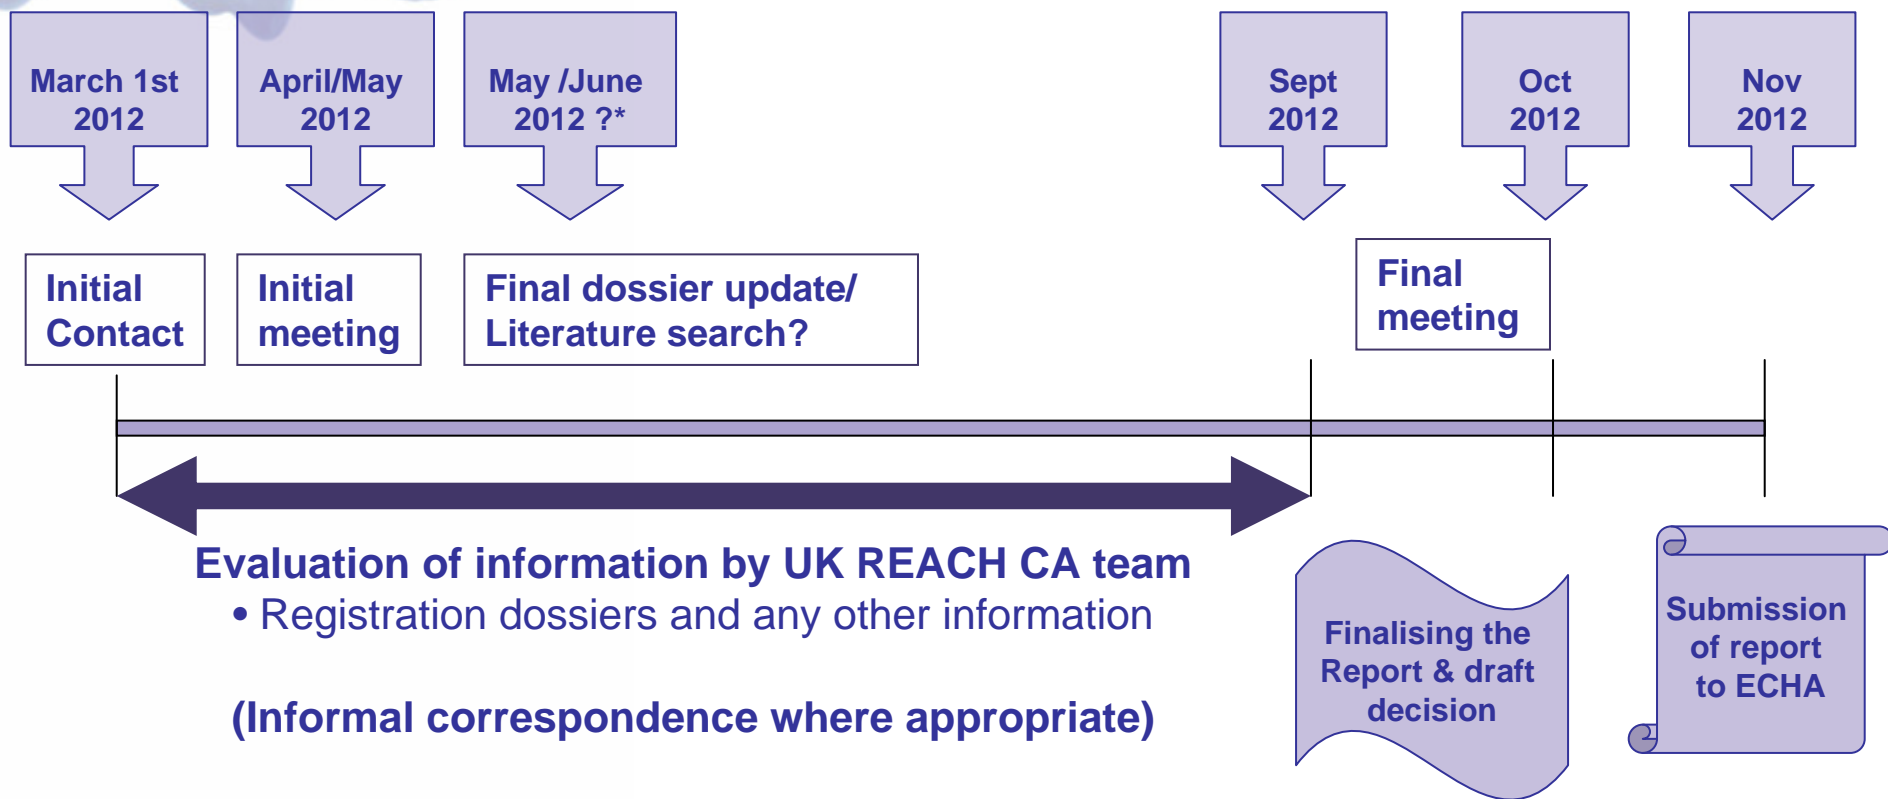 March 1st
2012
April/May
2012
May /June
2012 ?*
Sept
2012
Oct
2012
Nov
2012
Initial
Contact
Initial
meeting
Final dossier update/
Literature search?
Final
meeting
Evaluation of information by UK REACH CA team
• Registration dossiers and any other information
(Informal correspondence where appropriate)
Finalising the
Report & draft
decision
Submission
of report
to ECHA